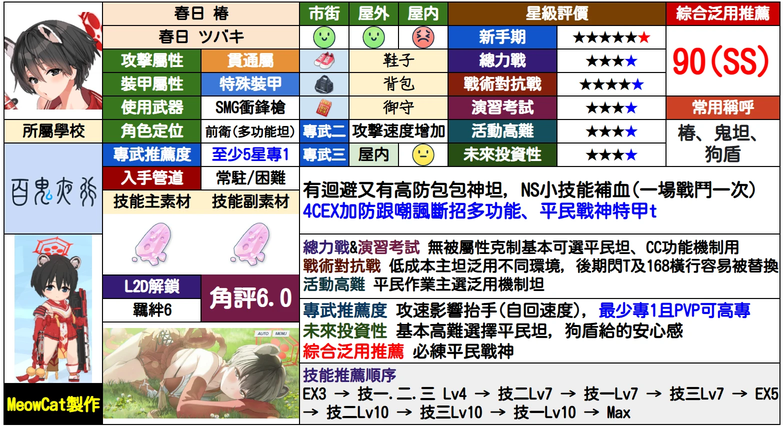 春日 椿
市街
屋外
屋内
星級評價
綜合泛用推薦
春日 ツバキ
新手期
★★★★★★
90(SS)
攻擊屬性
貫通屬
鞋子
總力戰
★★★★
裝甲屬性
特殊裝甲
背包
戰術對抗戰
★★★★★
使用武器
SMG衝鋒槍
御守
演習考試
★★★★
常用稱呼
所屬學校
角色定位
前衛(多功能坦)
專武二
攻擊速度增加
活動高難
★★★★
椿、鬼坦、
狗盾
專武推薦度
至少5星專1
專武三
屋內
未來投資性
★★★★
百鬼夜行
入手管道
常駐/困難
有迴避又有高防包包神坦, NS小技能補血(一場戰鬥一次)
4CEX加防跟嘲諷斷招多功能、平民戰神特甲t
技能主素材
技能副素材
總力戰&演習考試 無被屬性克制基本可選平民坦、CC功能機制用
戰術對抗戰 低成本主坦泛用不同環境, 後期閃T及168橫行容易被替換
活動高難 平民作業主選泛用機制坦
L2D解鎖
羈絆6
角評6.0
專武推薦度 攻速影響抬手(自回速度), 最少專1且PVP可高專
未來投資性 基本高難選擇平民坦, 狗盾給的安心感
綜合泛用推薦 必練平民戰神
AUTO
MENU
技能推薦順序
EX3 → 技一.二.三 Lv4 → 技二Lv7 → 技一Lv7 → 技三Lv7 → EX5
→ 技二Lv10 → 技三Lv10 → 技一Lv10 → Max
MeowCat製作